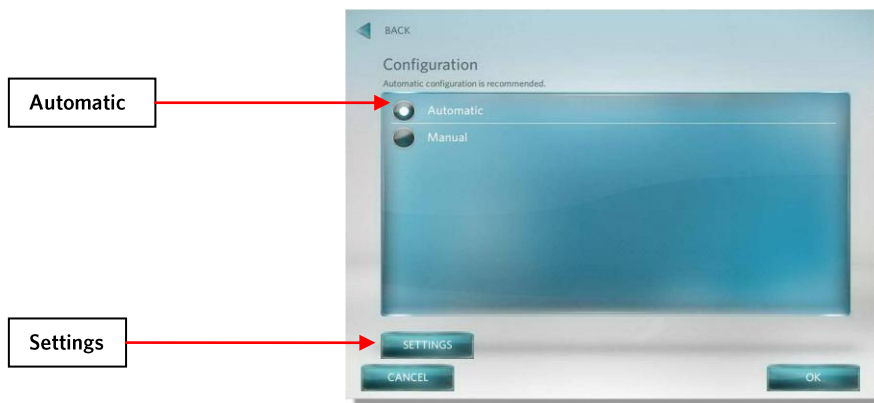 BACK
Configuration
Automatic configuration is recommended.
Automatic
Automatic
Manual
Settings
SETTINGS
CANCEL
OK